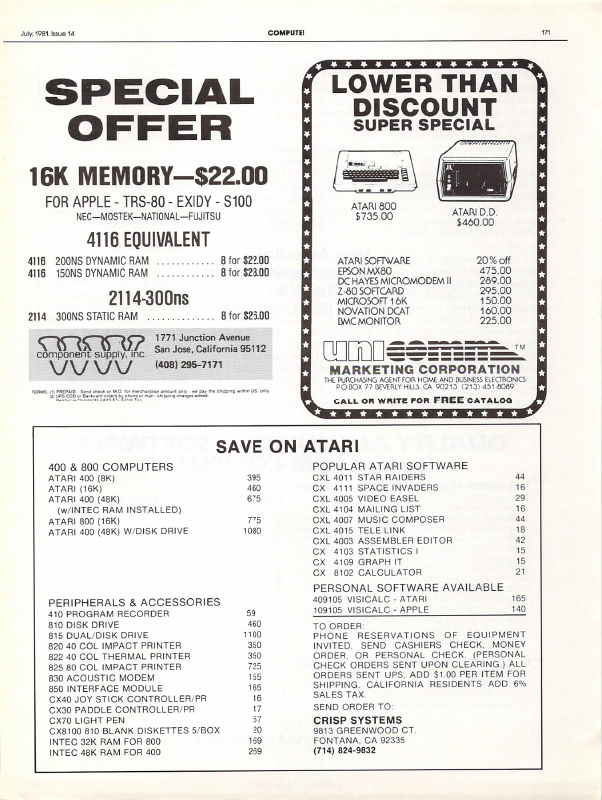 July, 1981. Issue 14
COMPUTE!
171
SPECIAL
OFFER
16K MEMORY—$22.00
FOR APPLE - TRS-80 - EXIDY - S100
NEC—MOSTEK—NATIONAL—FUJITSU
4116 EQUIVALENT
4116 200NS DYNAMIC RAM ............ 8 for $22.00
4116 150NS DYNAMIC RAM ............ 8 for $23.00
2114-300ns
2114 300NS STATIC RAM .............. 8 for $25.00
component supply, inc.
1771 Junction Avenue
San Jose, California 95112
(408) 295-7171
TERMS: (1) PREPAID Send check or M.O. for merchandise amount only - we pay the shipping within US. only.
(2) UPS COD or Bankcard orders by phone or mail - shipping charges added.
LOWER THAN
DISCOUNT
SUPER SPECIAL
ATARI 800
$735.00
ATARI D.D.
$460.00
ATARI SOFTWARE 20% off
EPSON MX80 475.00
DC HAYES MICROMODEM II 289.00
Z-80 SOFTCARD 295.00
MICROSOFT 16K 150.00
NOVATION DCAT 160.00
BMC MONITOR 225.00
unicomm TM
MARKETING CORPORATION
THE PURCHASING AGENT FOR HOME AND BUSINESS ELECTRONICS
P.O. BOX 77 BEVERLY HILLS, CA. 90213 (213) 451-8089
CALL OR WRITE FOR FREE CATALOG
SAVE ON ATARI
400 & 800 COMPUTERS
ATARI 400 (8K) 395
ATARI (16K) 460
ATARI 400 (48K) 675
(w/INTEC RAM INSTALLED)
ATARI 800 (16K) 775
ATARI 400 (48K) W/DISK DRIVE 1080
PERIPHERALS & ACCESSORIES
410 PROGRAM RECORDER 59
810 DISK DRIVE 460
815 DUAL/DISK DRIVE 1100
820 40 COL IMPACT PRINTER 350
822 40 COL THERMAL PRINTER 350
825 80 COL IMPACT PRINTER 725
830 ACOUSTIC MODEM 155
850 INTERFACE MODULE 165
CX40 JOY STICK CONTROLLER/PR 16
CX30 PADDLE CONTROLLER/PR 17
CX70 LIGHT PEN 57
CX8100 810 BLANK DISKETTES 5/BOX 20
INTEC 32K RAM FOR 800 169
INTEC 48K RAM FOR 400 269
POPULAR ATARI SOFTWARE
CXL 4011 STAR RAIDERS 44
CX 4111 SPACE INVADERS 16
CXL 4005 VIDEO EASEL 29
CXL 4104 MAILING LIST 16
CXL 4007 MUSIC COMPOSER 44
CXL 4015 TELE LINK 18
CXL 4003 ASSEMBLER EDITOR 42
CX 4103 STATISTICS I 15
CX 4109 GRAPH IT 15
CX 8102 CALCULATOR 21
PERSONAL SOFTWARE AVAILABLE
409105 VISICALC - ATARI 165
109105 VISICALC - APPLE 140
TO ORDER:
PHONE RESERVATIONS OF EQUIPMENT
INVITED. SEND CASHIERS CHECK, MONEY
ORDER, OR PERSONAL CHECK. (PERSONAL
CHECK ORDERS SENT UPON CLEARING.) ALL
ORDERS SENT UPS, ADD $1.00 PER ITEM FOR
SHIPPING. CALIFORNIA RESIDENTS ADD 6%
SALES TAX.
SEND ORDER TO:
CRISP SYSTEMS
9813 GREENWOOD CT.
FONTANA, CA 92335
(714) 824-9832